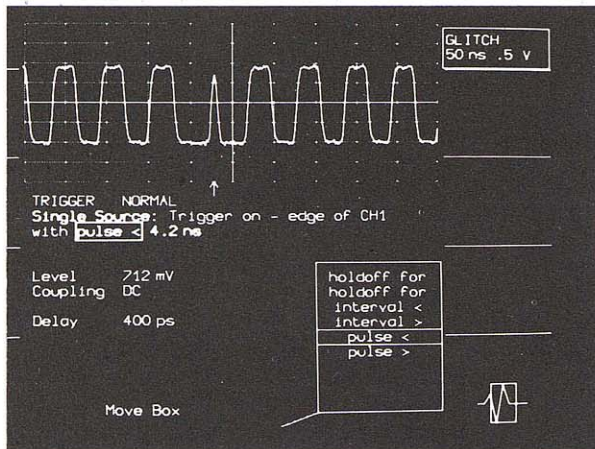 GLITCH
50 ns .5 V
TRIGGER NORMAL
Single Source: Trigger on - edge of CH1
with pulse < 4.2 ns
Level 712 mV
Coupling DC
Delay 400 ps
holdoff for
holdoff for
interval <
interval >
pulse <
pulse >
Move Box